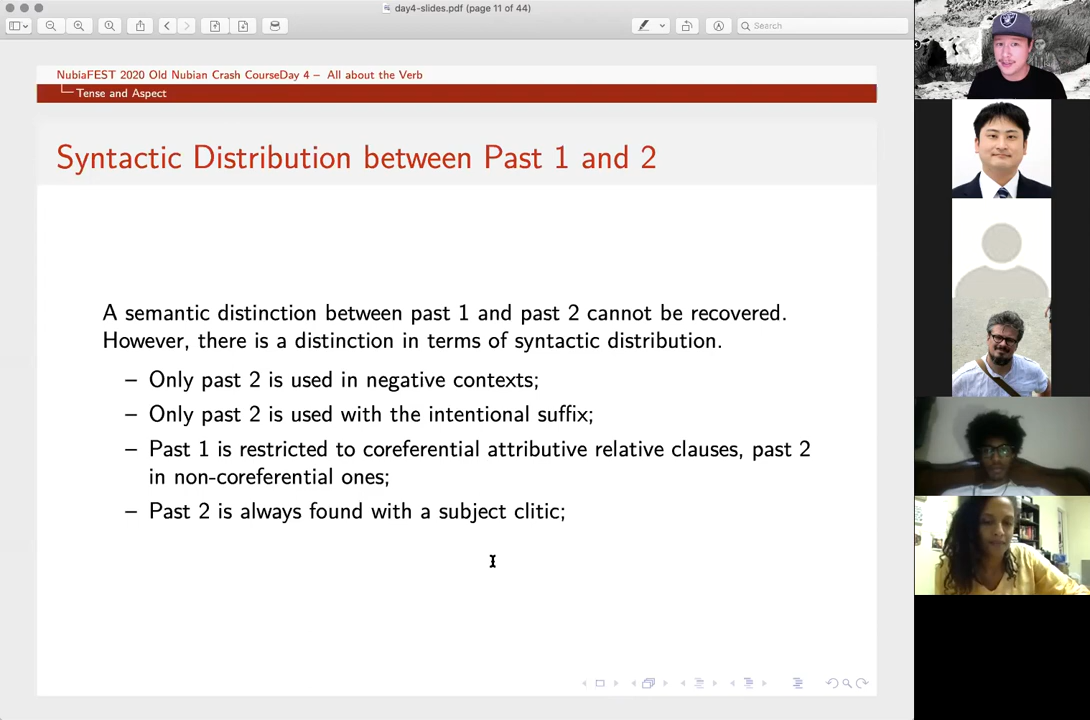 day4-slides.pdf (page 11 of 44)
Search
NubiaFEST 2020 Old Nubian Crash CourseDay 4 – All about the Verb
Tense and Aspect
Syntactic Distribution between Past 1 and 2
A semantic distinction between past 1 and past 2 cannot be recovered.
However, there is a distinction in terms of syntactic distribution.
– Only past 2 is used in negative contexts;
– Only past 2 is used with the intentional suffix;
– Past 1 is restricted to coreferential attributive relative clauses, past 2
in non-coreferential ones;
– Past 2 is always found with a subject clitic;